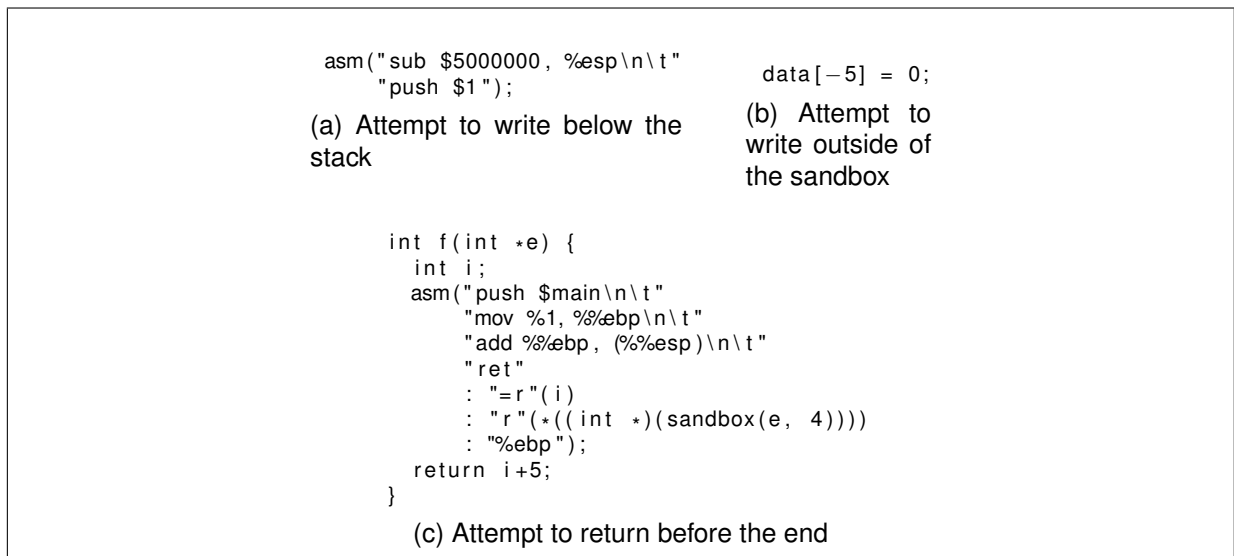 asm("sub $5000000, %esp\n\t"
"push $1");
(a) Attempt to write below the
stack
data[−5] = 0;
(b) Attempt to
write outside of
the sandbox
int f(int *e) {
int i;
asm("push $main\n\t"
"mov %1, %%ebp\n\t"
"add %%ebp, (%%esp)\n\t"
"ret"
: "=r"(i)
: "r"(*((int *)(sandbox(e, 4))))
: "%ebp");
return i+5;
}
(c) Attempt to return before the end